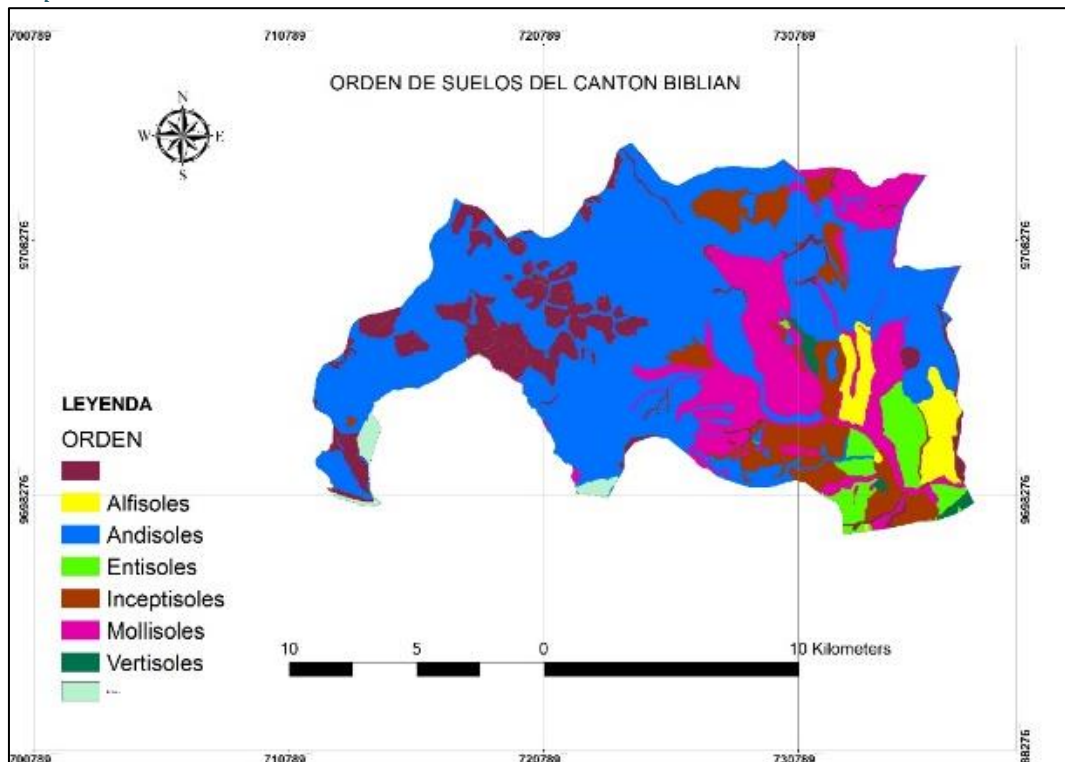 700789 710789 720789 730789
ORDEN DE SUELOS DEL CANTON BIBLIAN
N
W E
S
9708276 9708276
9698276 9698276
LEYENDA
ORDEN
Alfisoles
Andisoles
Entisoles
Inceptisoles
Mollisoles
Vertisoles
10 5 0 10 Kilometers
88276
700789 710789 720789 730789